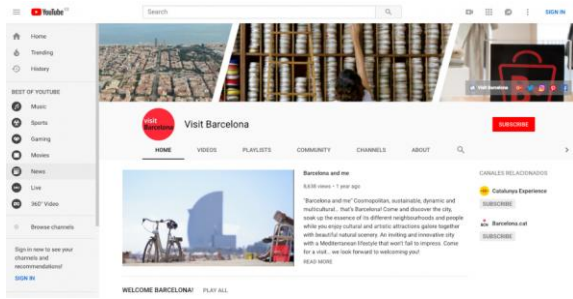 YouTube
Search
SIGN IN
Home
Trending
History
BEST OF YOUTUBE
Music
Sports
Gaming
Movies
News
Live
360° Video
Browse channels
Sign in now to see your
channels and
recommendations!
SIGN IN
Visit Barcelona
visit
Barcelona
Visit Barcelona
SUBSCRIBE
HOME
VIDEOS
PLAYLISTS
COMMUNITY
CHANNELS
ABOUT
Barcelona and me
1 year ago
"Barcelona and me" Cosmopolitan, sustainable, dynamic and
multicultural... that's Barcelona! Come and discover the city,
soak up the essence of its different neighbourhoods and people
while you enjoy cultural and artistic attractions galore together
with beautiful natural scenery. An inviting and innovative city
with a Mediterranean lifestyle that won't fail to impress. Come
for a visit... we look forward to welcoming you!
READ MORE
CANALES RELACIONADOS
Catalunya Experience
SUBSCRIBE
Barcelona.cat
SUBSCRIBE
WELCOME BARCELONA!
PLAY ALL